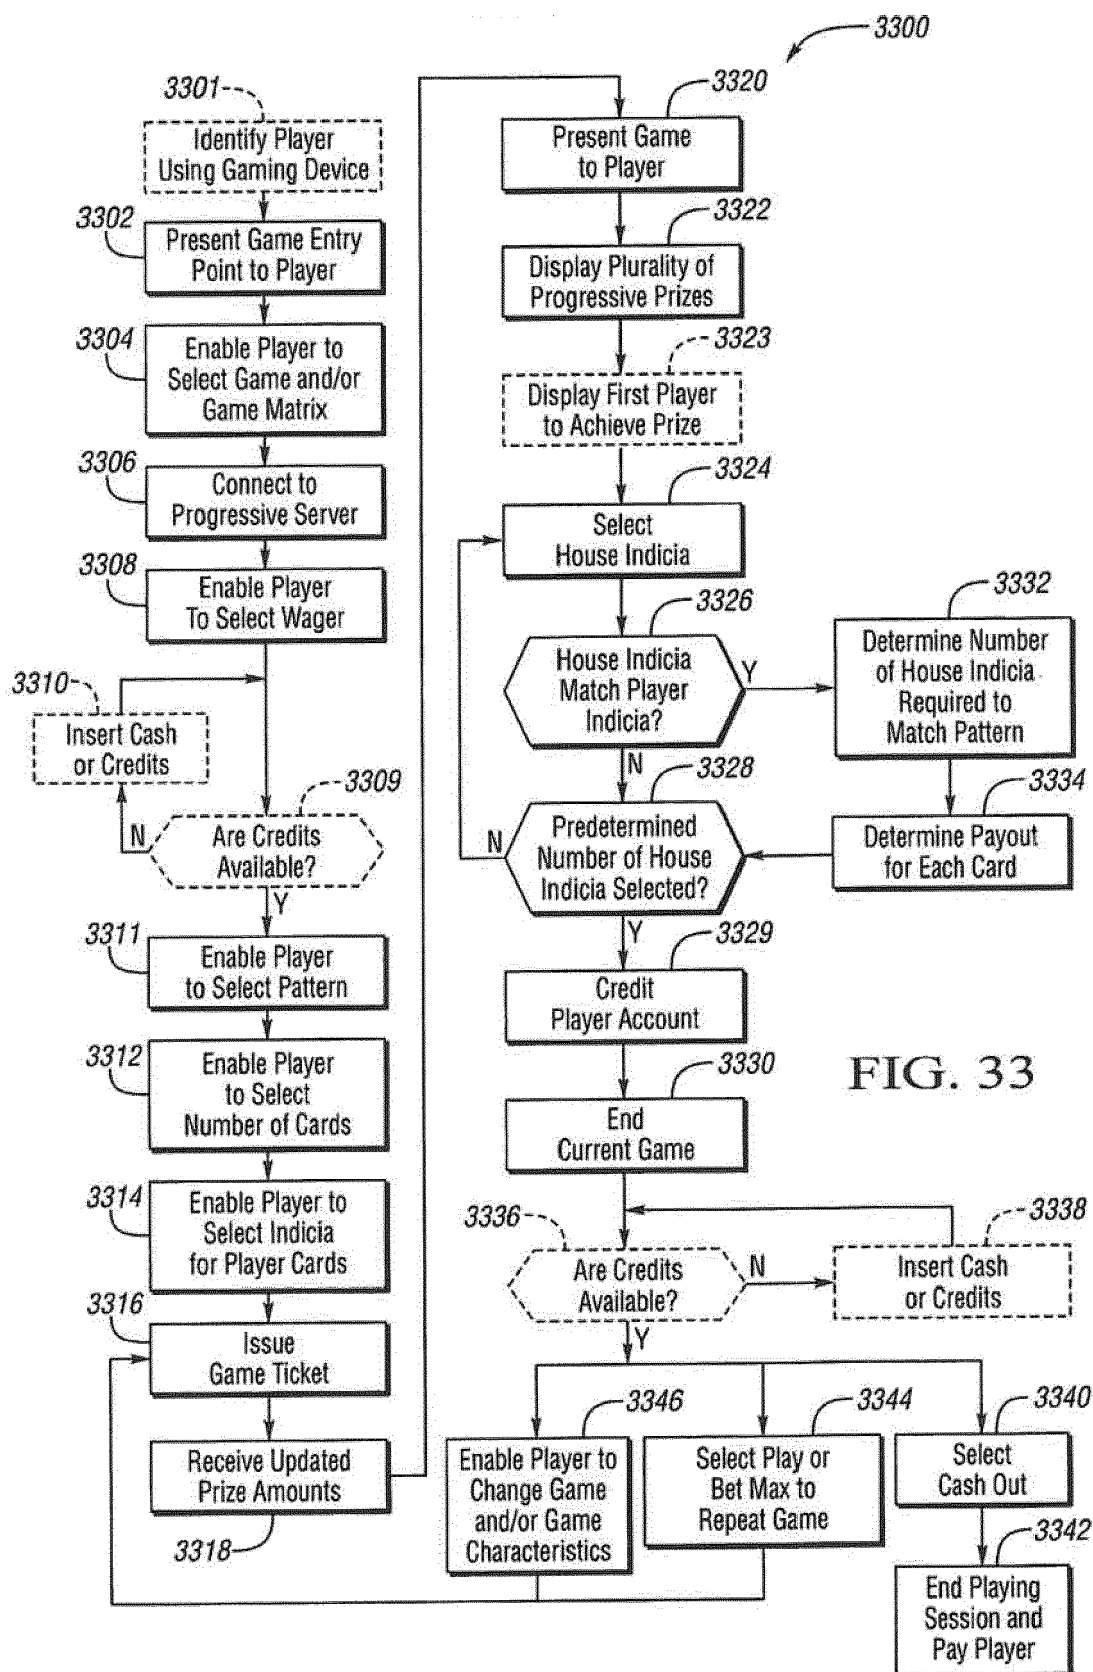 3300
3301
Identify Player
Using Gaming Device
3302
Present Game Entry
Point to Player
3304
Enable Player to
Select Game and/or
Game Matrix
3306
Connect to
Progressive Server
3308
Enable Player
To Select Wager
3310
Insert Cash
or Credits
3309
N
Are Credits
Available?
Y
3311
Enable Player
to Select Pattern
3312
Enable Player
to Select
Number of Cards
3314
Enable Player to
Select Indicia
for Player Cards
3316
Issue
Game Ticket
Receive Updated
Prize Amounts
3318
3320
Present Game
to Player
3322
Display Plurality of
Progressive Prizes
3323
Display First Player
to Achieve Prize
3324
Select
House Indicia
3326
House Indicia
Match Player
Indicia?
Y
N
3332
Determine Number
of House Indicia
Required to
Match Pattern
3334
Determine Payout
for Each Card
3328
N
Predetermined
Number of House
Indicia Selected?
Y
3329
Credit
Player Account
3330
End
Current Game
FIG. 33
3336
Are Credits
Available?
N
3338
Insert Cash
or Credits
Y
3346
Enable Player to
Change Game
and/or Game
Characteristics
3344
Select Play or
Bet Max to
Repeat Game
3340
Select
Cash Out
3342
End Playing
Session and
Pay Player